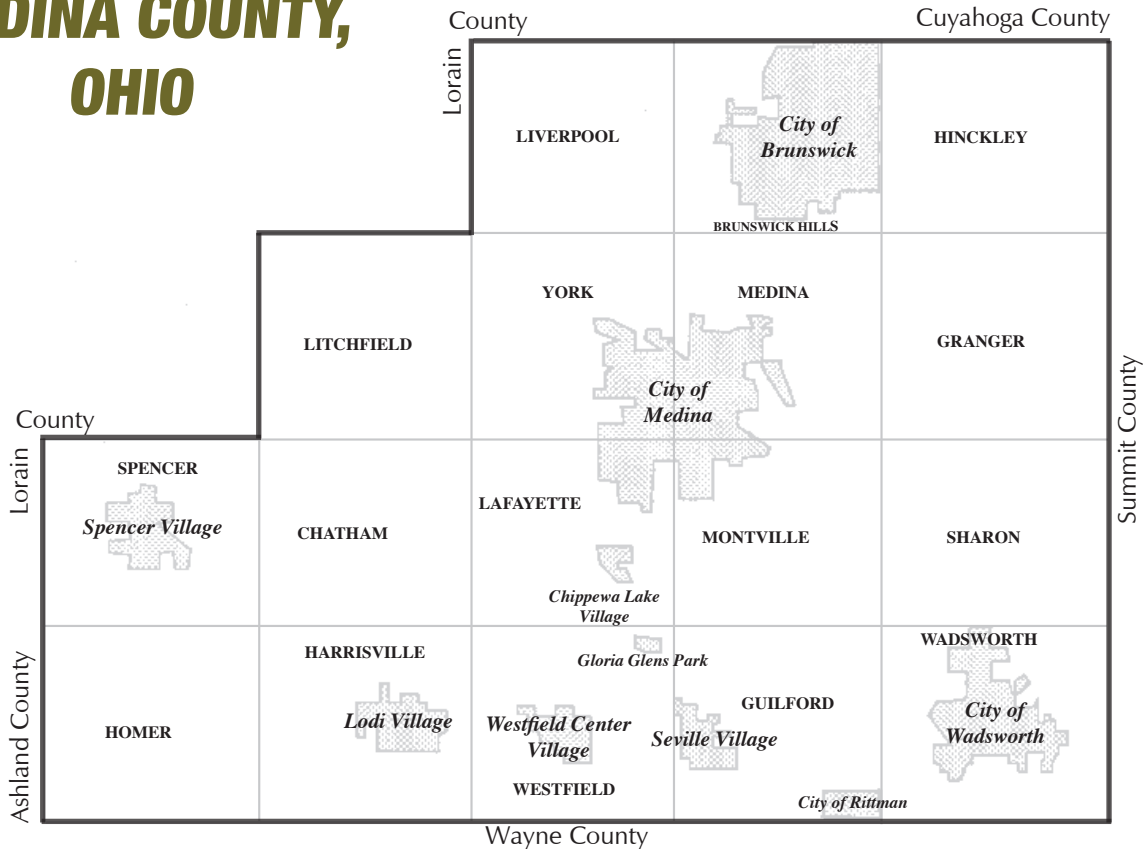 DINA COUNTY,
OHIO
County
Cuyahoga County
Lorain
LIVERPOOL
City of
Brunswick
HINCKLEY
BRUNSWICK HILLS
YORK
MEDINA
LITCHFIELD
GRANGER
City of
Medina
Summit County
County
Lorain
SPENCER
Spencer Village
CHATHAM
LAFAYETTE
MONTVILLE
SHARON
Chippewa Lake
Village
Ashland County
HARRISVILLE
Gloria Glens Park
WADSWORTH
HOMER
Lodi Village
Westfield Center
Village
Seville Village
GUILFORD
City of
Wadsworth
WESTFIELD
City of Rittman
Wayne County